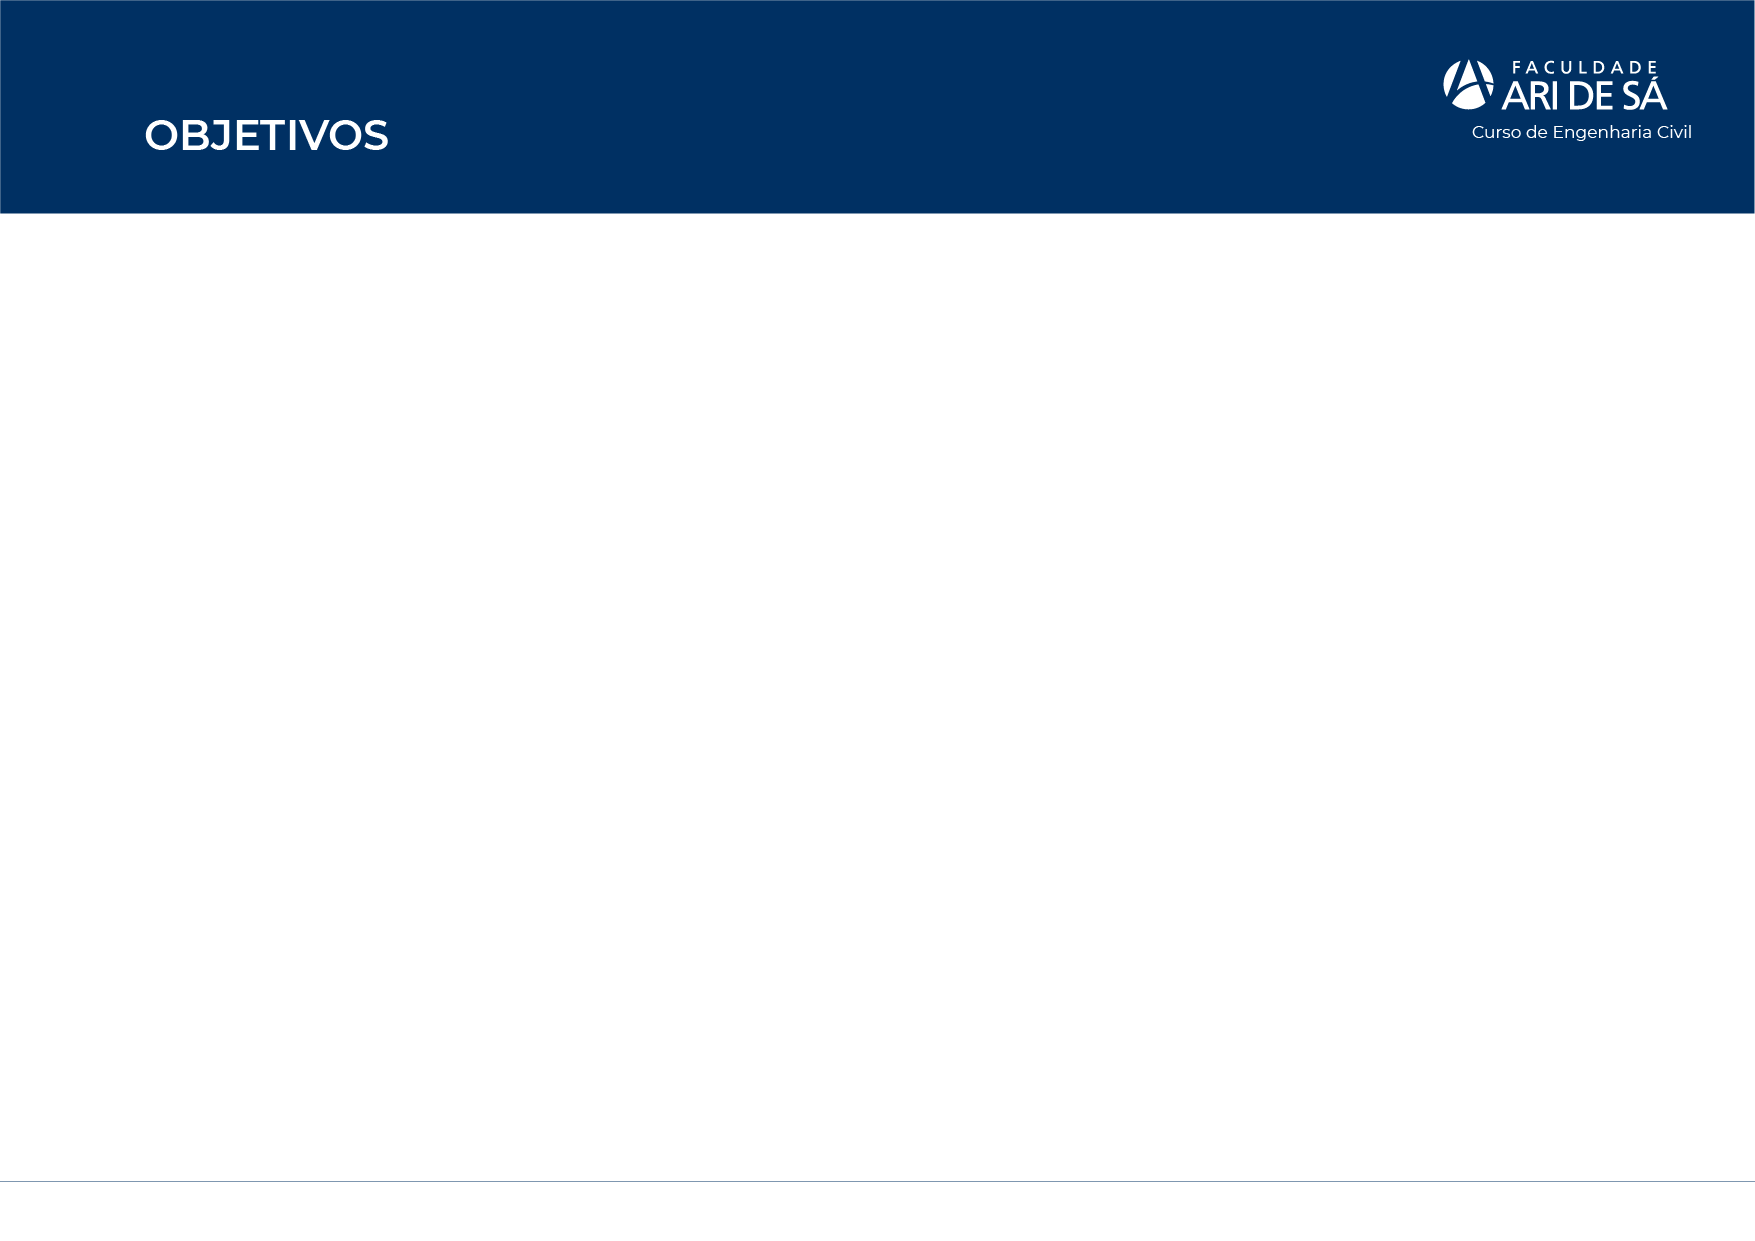 OBJETIVOS
FACULDADE
ARI DE SÁ
Curso de Engenharia Civil